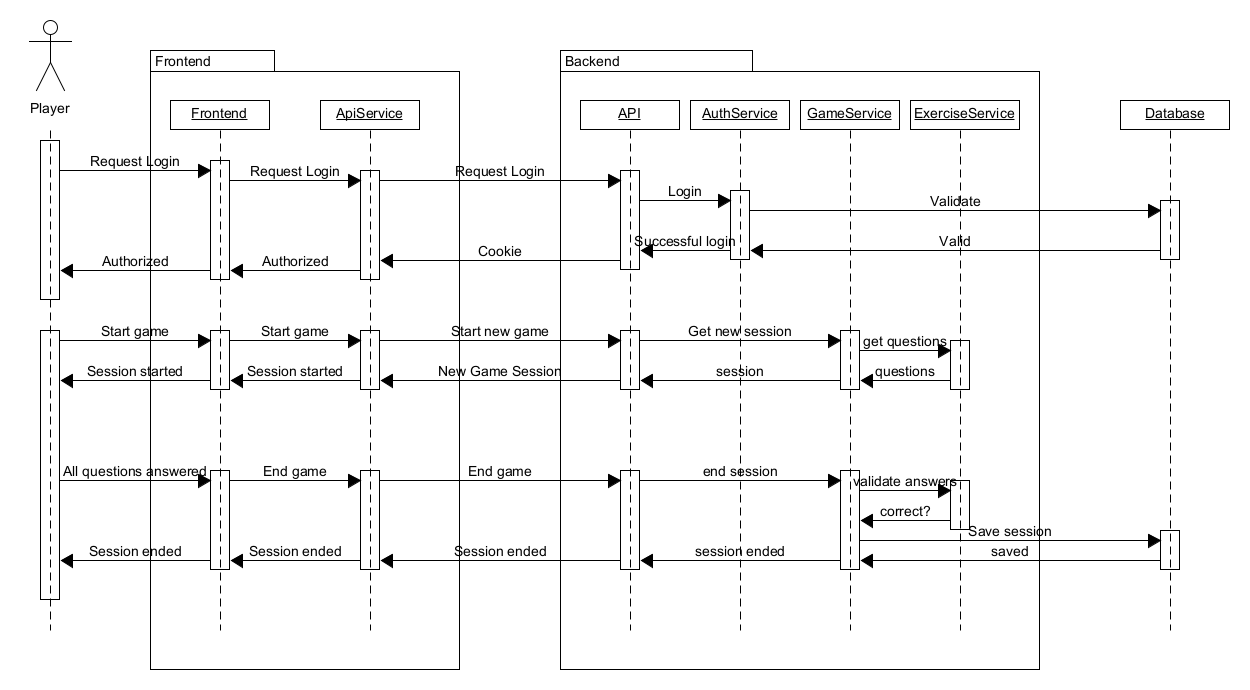 Player
Frontend
Backend
Frontend
ApiService
API
AuthService
GameService
ExerciseService
Database
Request Login
Request Login
Request Login
Login
Validate
Successful login
Valid
Cookie
Authorized
Authorized
Start game
Start game
Start new game
Get new session
get questions
Session started
Session started
New Game Session
session
questions
All questions answered
End game
End game
end session
validate answers
correct?
Save session
Session ended
Session ended
Session ended
session ended
saved